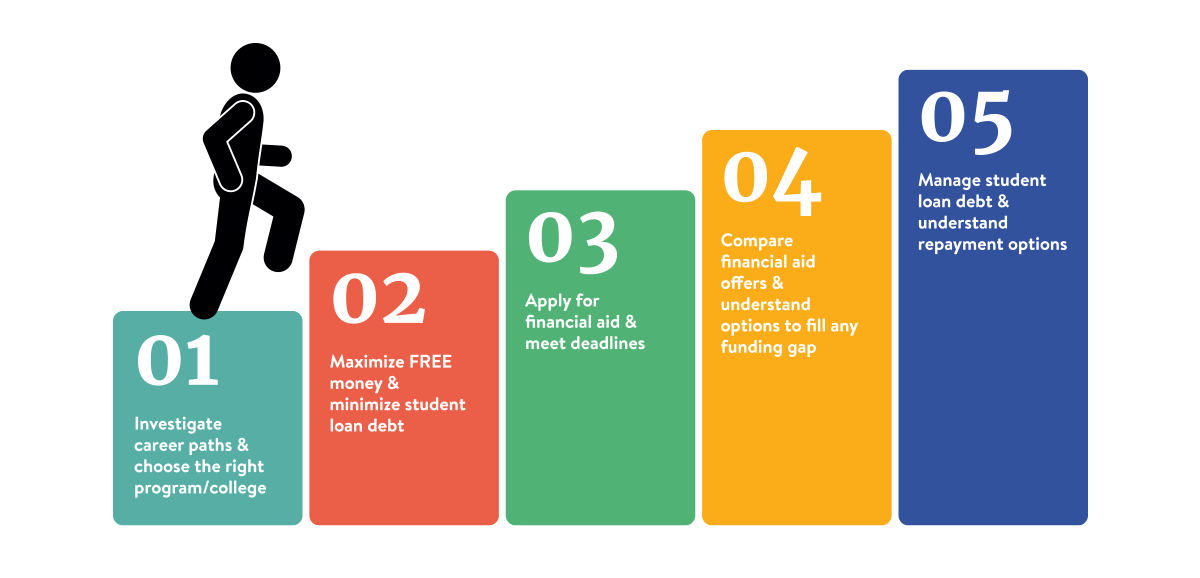 01
Investigate
career paths &
choose the right
program/college
02
Maximize FREE
money &
minimize student
loan debt
03
Apply for
financial aid &
meet deadlines
04
Compare
financial aid
offers &
understand
options to fill any
funding gap
05
Manage student
loan debt &
understand
repayment options